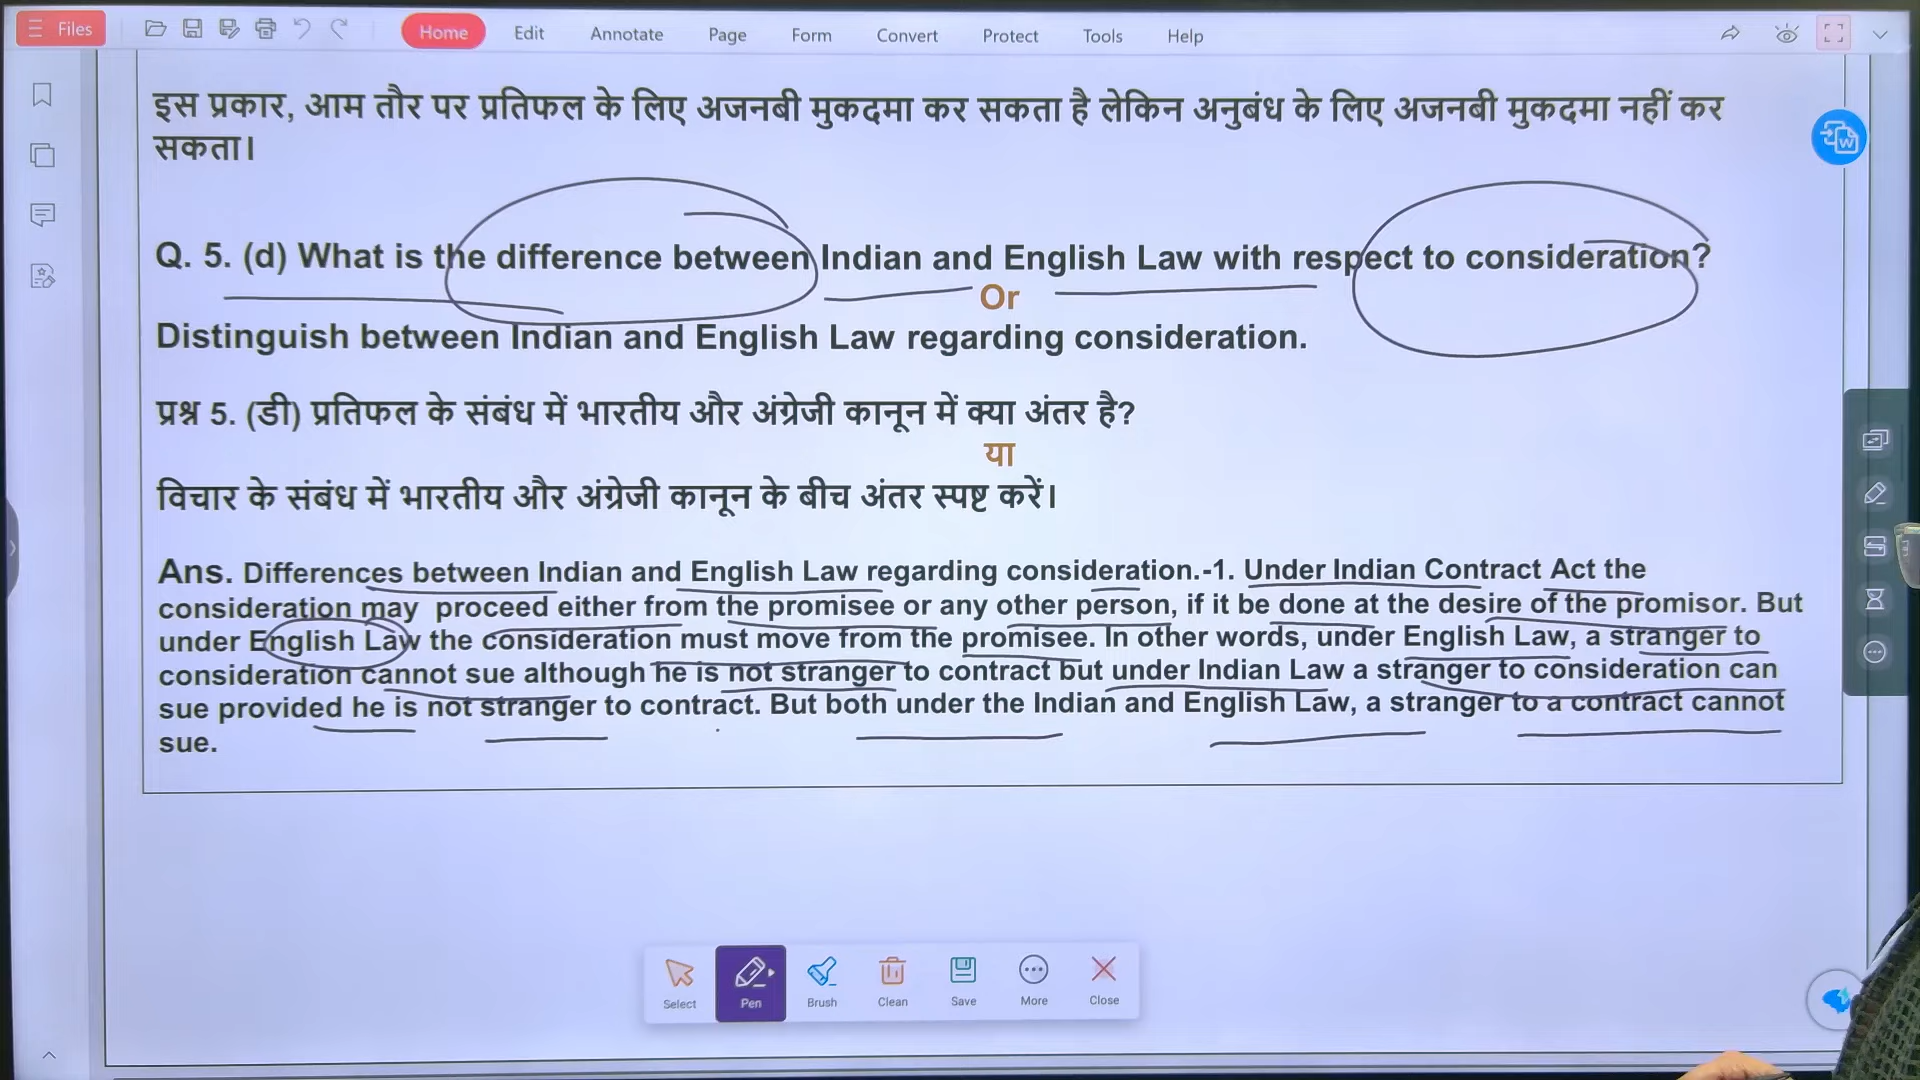 Files
Home Edit Annotate Page Form Convert Protect Tools Help
इस प्रकार, आम तौर पर प्रतिफल के लिए अजनबी मुकदमा कर सकता है लेकिन अनुबंध के लिए अजनबी मुकदमा नहीं कर
सकता।
Q. 5. (d) What is the difference between Indian and English Law with respect to consideration?
Or
Distinguish between Indian and English Law regarding consideration.
प्रश्न 5. (डी) प्रतिफल के संबंध में भारतीय और अंग्रेजी कानून में क्या अंतर है?
या
विचार के संबंध में भारतीय और अंग्रेजी कानून के बीच अंतर स्पष्ट करें।
Ans. Differences between Indian and English Law regarding consideration.-1. Under Indian Contract Act the
consideration may proceed either from the promisee or any other person, if it be done at the desire of the promisor. But
under English Law the consideration must move from the promisee. In other words, under English Law, a stranger to
consideration cannot sue although he is not stranger to contract but under Indian Law a stranger to consideration can
sue provided he is not stranger to contract. But both under the Indian and English Law, a stranger to a contract cannot
sue.
Select Pen Brush Clean Save More Close